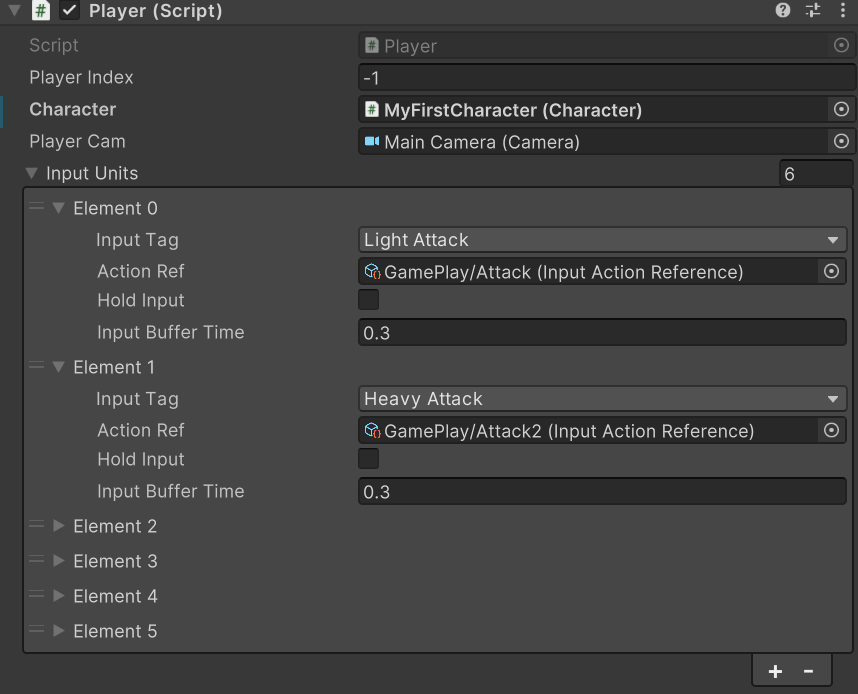 Player (Script)
Script Player
Player Index -1
Character MyFirstCharacter (Character)
Player Cam Main Camera (Camera)
Input Units 6
Element 0
Input Tag Light Attack
Action Ref GamePlay/Attack (Input Action Reference)
Hold Input
Input Buffer Time 0.3
Element 1
Input Tag Heavy Attack
Action Ref GamePlay/Attack2 (Input Action Reference)
Hold Input
Input Buffer Time 0.3
Element 2
Element 3
Element 4
Element 5
+ -